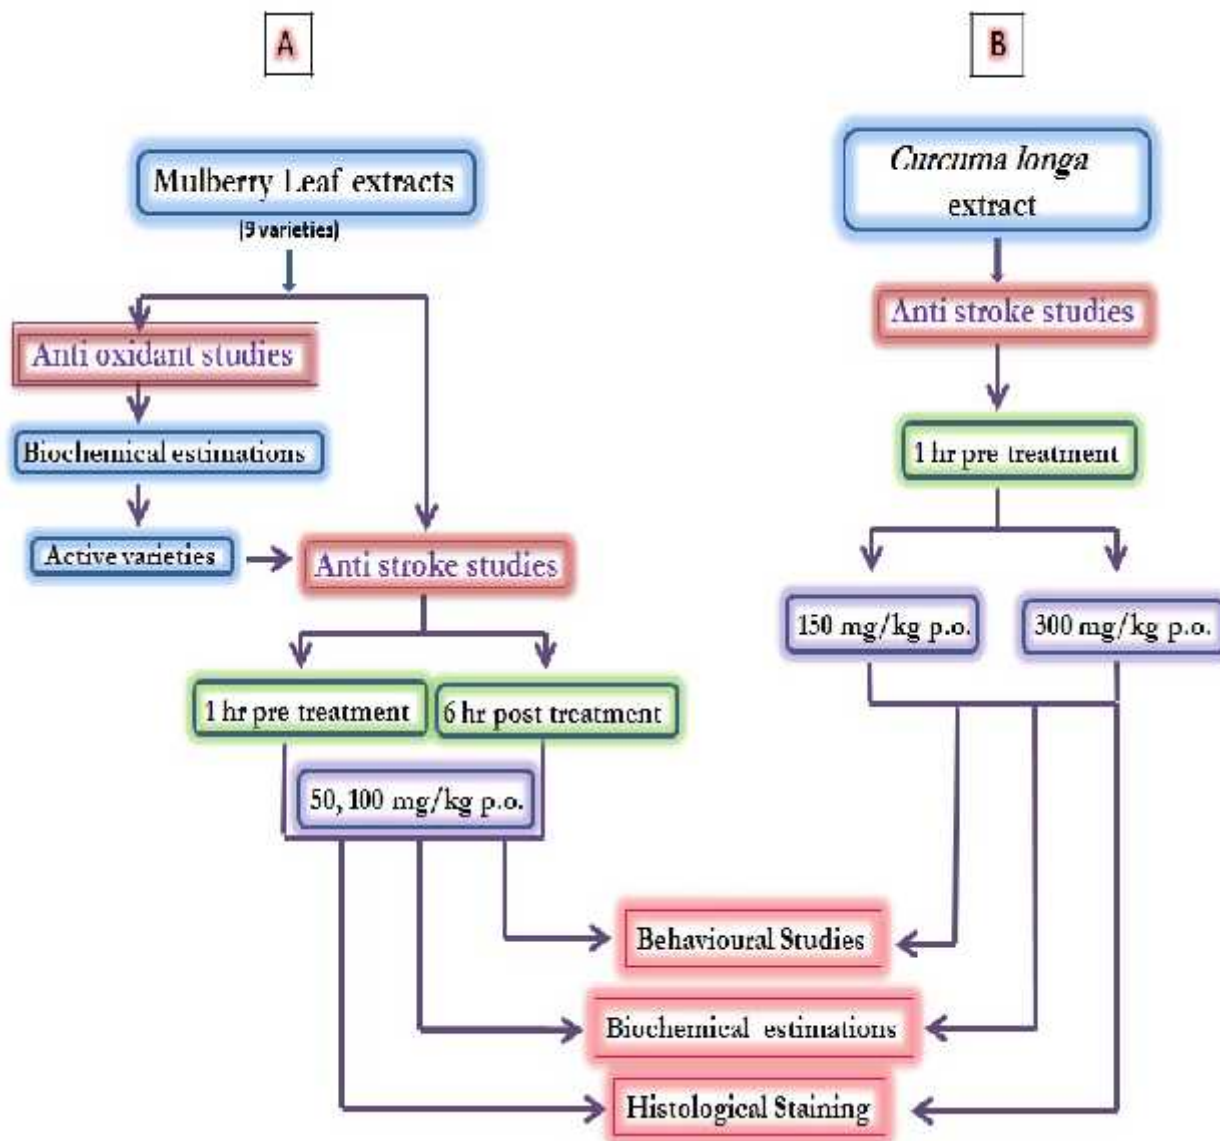 A
Mulberry Leaf extracts
(9 varieties)
Anti oxidant studies
Biochemical estimations
Active varieties
Anti stroke studies
1 hr pre treatment
6 hr post treatment
50, 100 mg/kg p.o.
B
Curcuma longa
extract
Anti stroke studies
1 hr pre treatment
150 mg/kg p.o.
300 mg/kg p.o.
Behavioural Studies
Biochemical estimations
Histological Staining